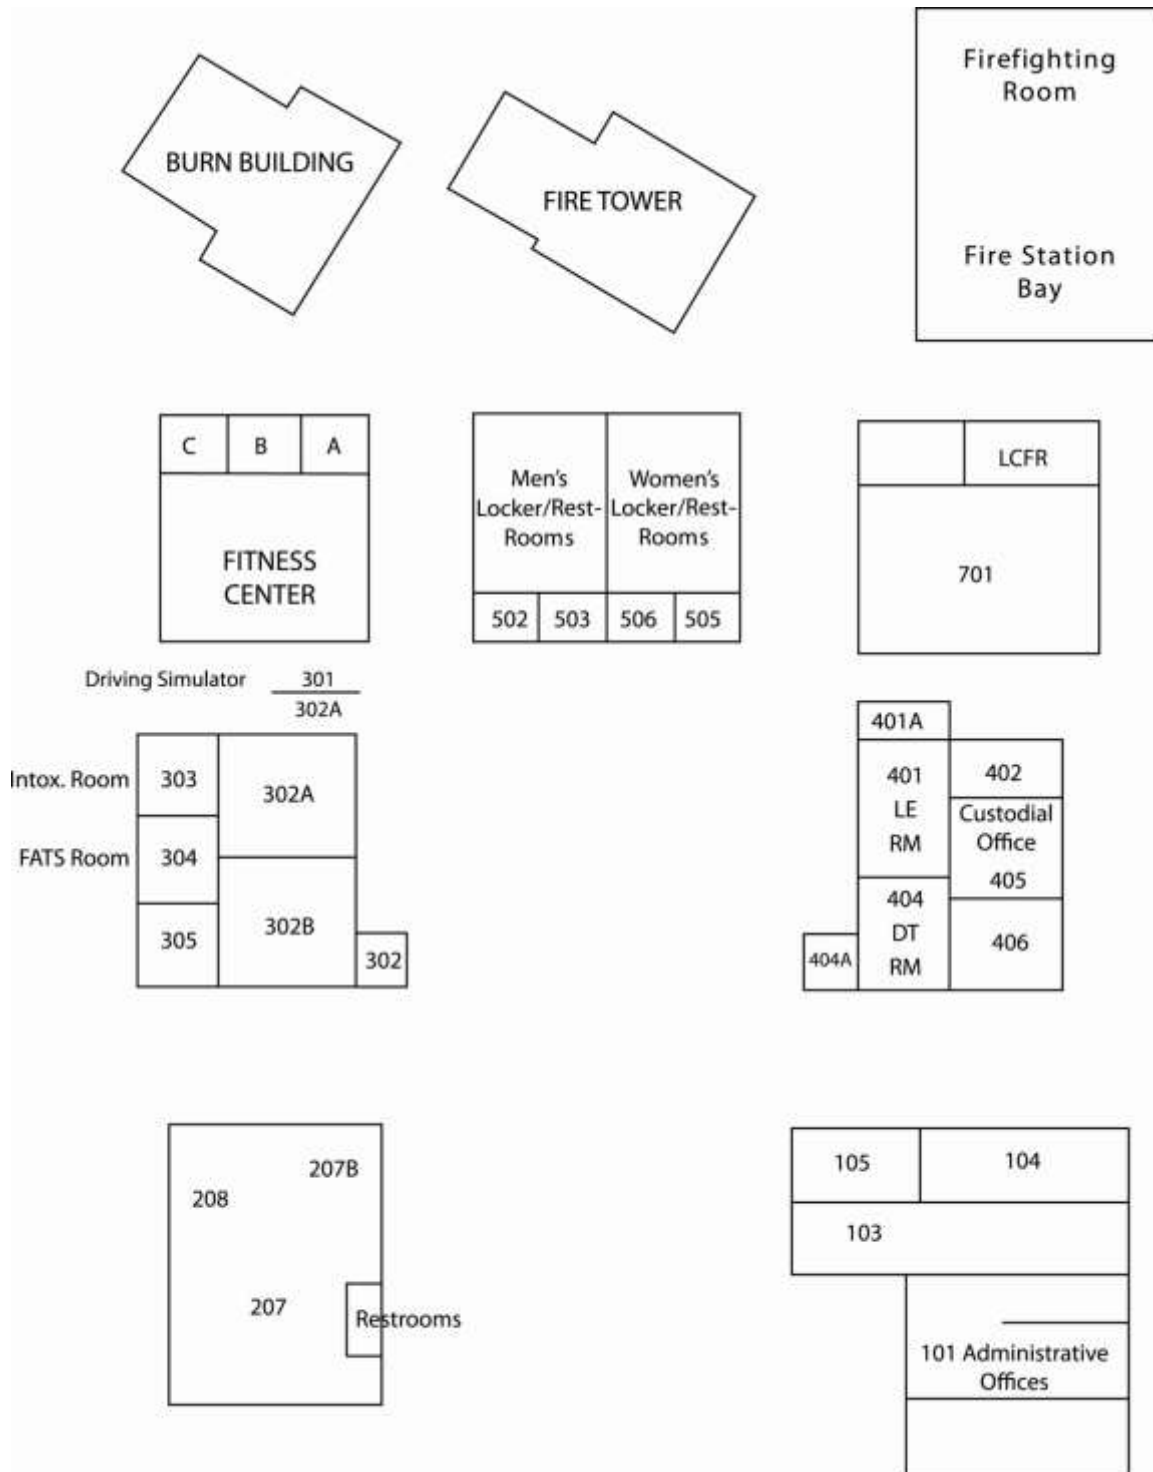 Firefighting
Room
BURN BUILDING
FIRE TOWER
Fire Station
Bay
C
B
A
FITNESS
CENTER
Men's
Locker/Rest-
Rooms
Women's
Locker/Rest-
Rooms
502
503
506
505
LCFR
701
Driving Simulator
301
302A
Intox. Room
303
302A
FATS Room
304
305
302B
302
401A
401
LE
RM
402
Custodial
Office
405
404
DT
RM
404A
406
207B
208
207
Restrooms
105
104
103
101 Administrative
Offices